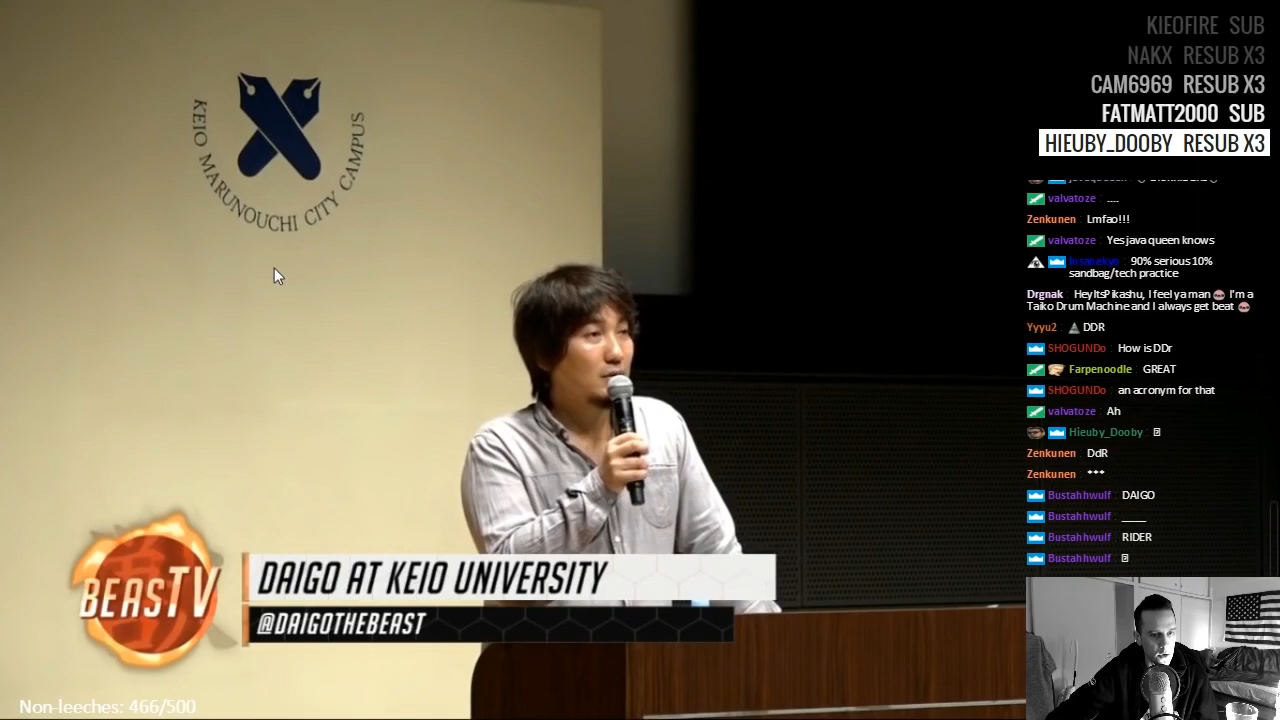 KEIO MARUNOUCHI CITY CAMPUS
BEASTV
DAIGO AT KEIO UNIVERSITY
@DAIGOTHEBEAST
Non-leeches: 466/500
KIEOFIRE SUB
NAKX RESUB X3
CAM6969 RESUB X3
FATMATT2000 SUB
HIEUBY_DOOBY RESUB X3
valvatoze : ....
Zenkunen : Lmfao!!!
valvatoze : Yes java queen knows
: 90% serious 10%
sandbag/tech practice
Drgnak : HeyItsPikashu, I feel ya man I'm a
Taiko Drum Machine and I always get beat
Yyyu2 : DDR
SHOGUNDo : How is DDr
Farpenoodle : GREAT
SHOGUNDo : an acronym for that
valvatoze : Ah
Hieuby_Dooby :
Zenkunen : DdR
Zenkunen : ***
Bustahhwulf : DAIGO
Bustahhwulf : ____
Bustahhwulf : RIDER
Bustahhwulf :